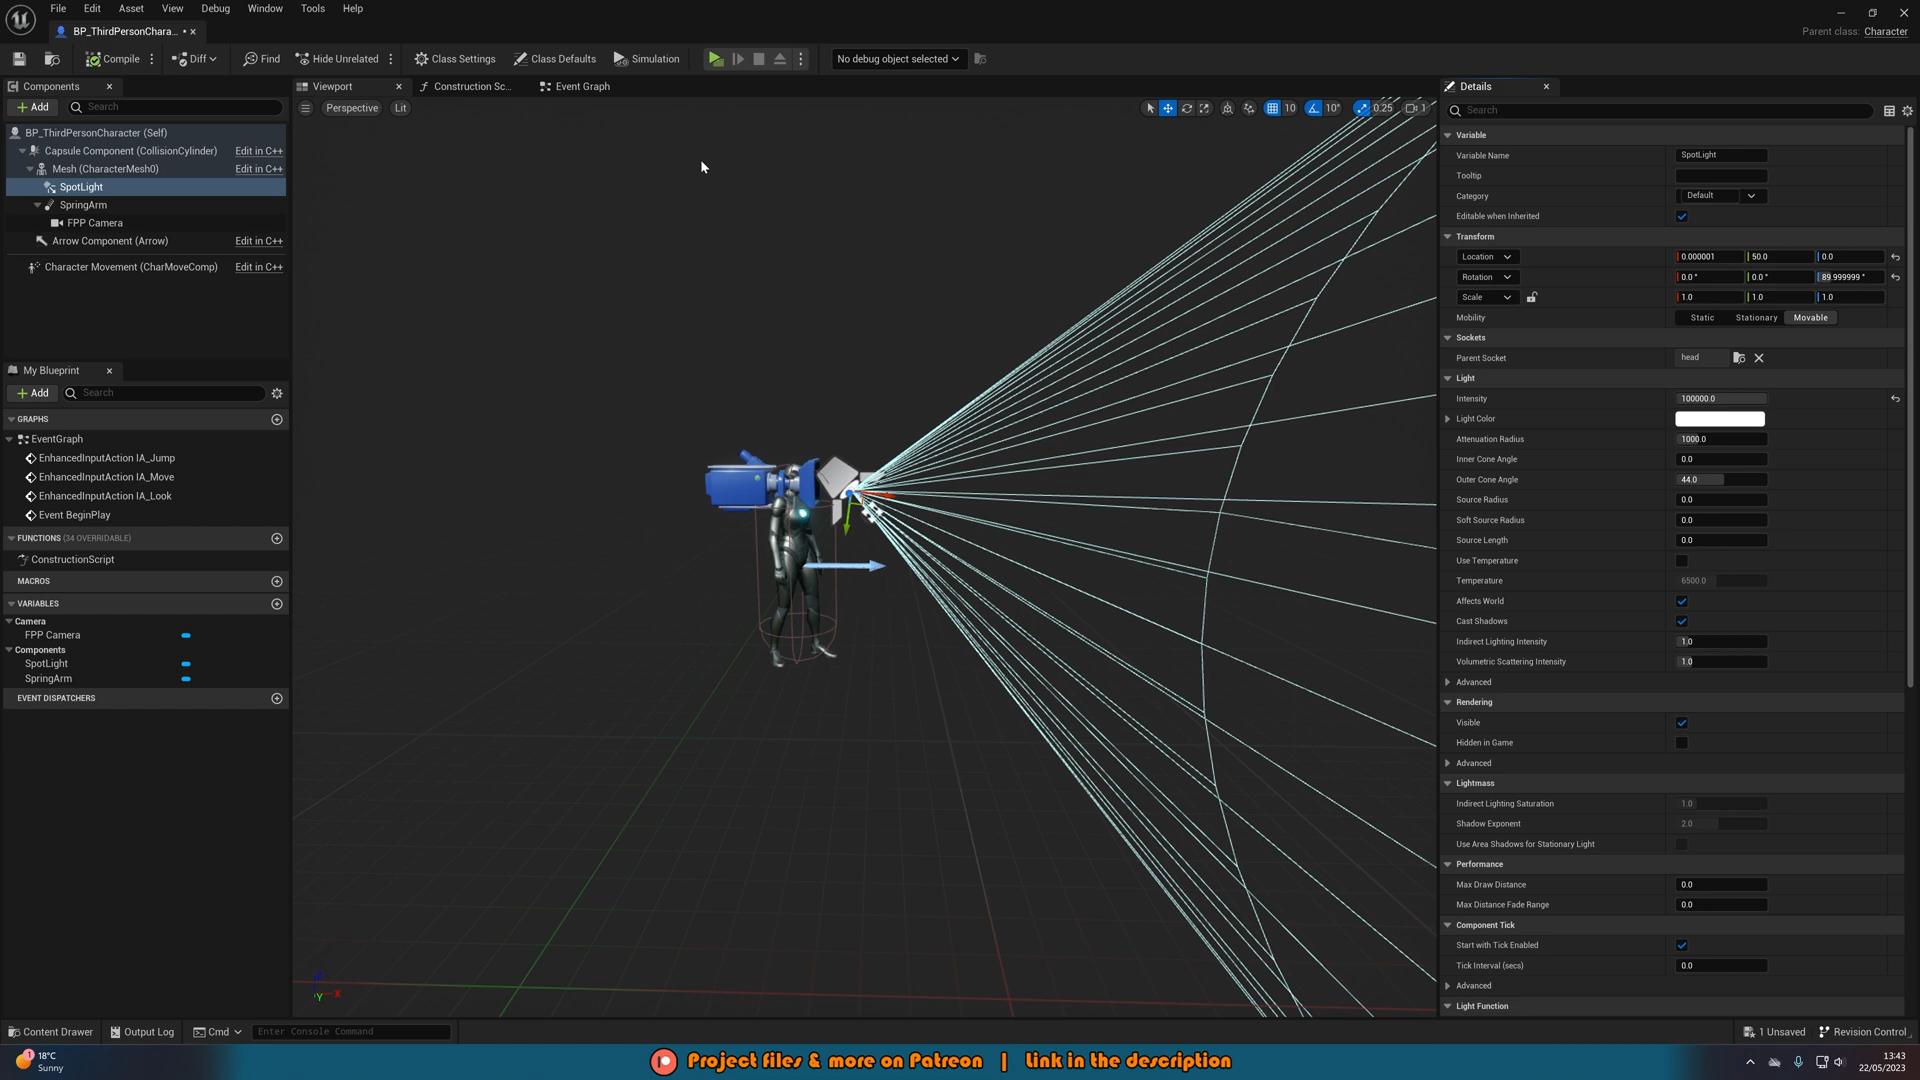 File Edit Asset View Debug Window Tools Help
BP_ThirdPersonChara...
Parent class: Character
Compile Diff Find Hide Unrelated Class Settings Class Defaults Simulation No debug object selected
Components
Add Search
BP_ThirdPersonCharacter (Self)
Capsule Component (CollisionCylinder) Edit in C++
Mesh (CharacterMesh0) Edit in C++
SpotLight
SpringArm
FPP Camera
Arrow Component (Arrow) Edit in C++
Character Movement (CharMoveComp) Edit in C++
My Blueprint
Add Search
GRAPHS
EventGraph
EnhancedInputAction IA_Jump
EnhancedInputAction IA_Move
EnhancedInputAction IA_Look
Event BeginPlay
FUNCTIONS (34 OVERRIDABLE)
ConstructionScript
MACROS
VARIABLES
Camera
FPP Camera
Components
SpotLight
SpringArm
EVENT DISPATCHERS
Viewport Construction Sc... Event Graph
Perspective Lit 10 10° 0.25 1
Z
X
Y
Details
Search
Variable
Variable Name SpotLight
Tooltip
Category Default
Editable when Inherited
Transform
Location 0.000001 50.0 0.0
Rotation 0.0 ° 0.0 ° 89.999999 °
Scale 1.0 1.0 1.0
Mobility Static Stationary Movable
Sockets
Parent Socket head
Light
Intensity 100000.0
Light Color
Attenuation Radius 1000.0
Inner Cone Angle 0.0
Outer Cone Angle 44.0
Source Radius 0.0
Soft Source Radius 0.0
Source Length 0.0
Use Temperature
Temperature 6500.0
Affects World
Cast Shadows
Indirect Lighting Intensity 1.0
Volumetric Scattering Intensity 1.0
Advanced
Rendering
Visible
Hidden in Game
Advanced
Lightmass
Indirect Lighting Saturation 1.0
Shadow Exponent 2.0
Use Area Shadows for Stationary Light
Performance
Max Draw Distance 0.0
Max Distance Fade Range 0.0
Component Tick
Start with Tick Enabled
Tick Interval (secs) 0.0
Advanced
Light Function
Content Drawer Output Log Cmd Enter Console Command 1 Unsaved Revision Control
1 18°C
Sunny
Project files & more on Patreon | Link in the description
13:43
22/05/2023